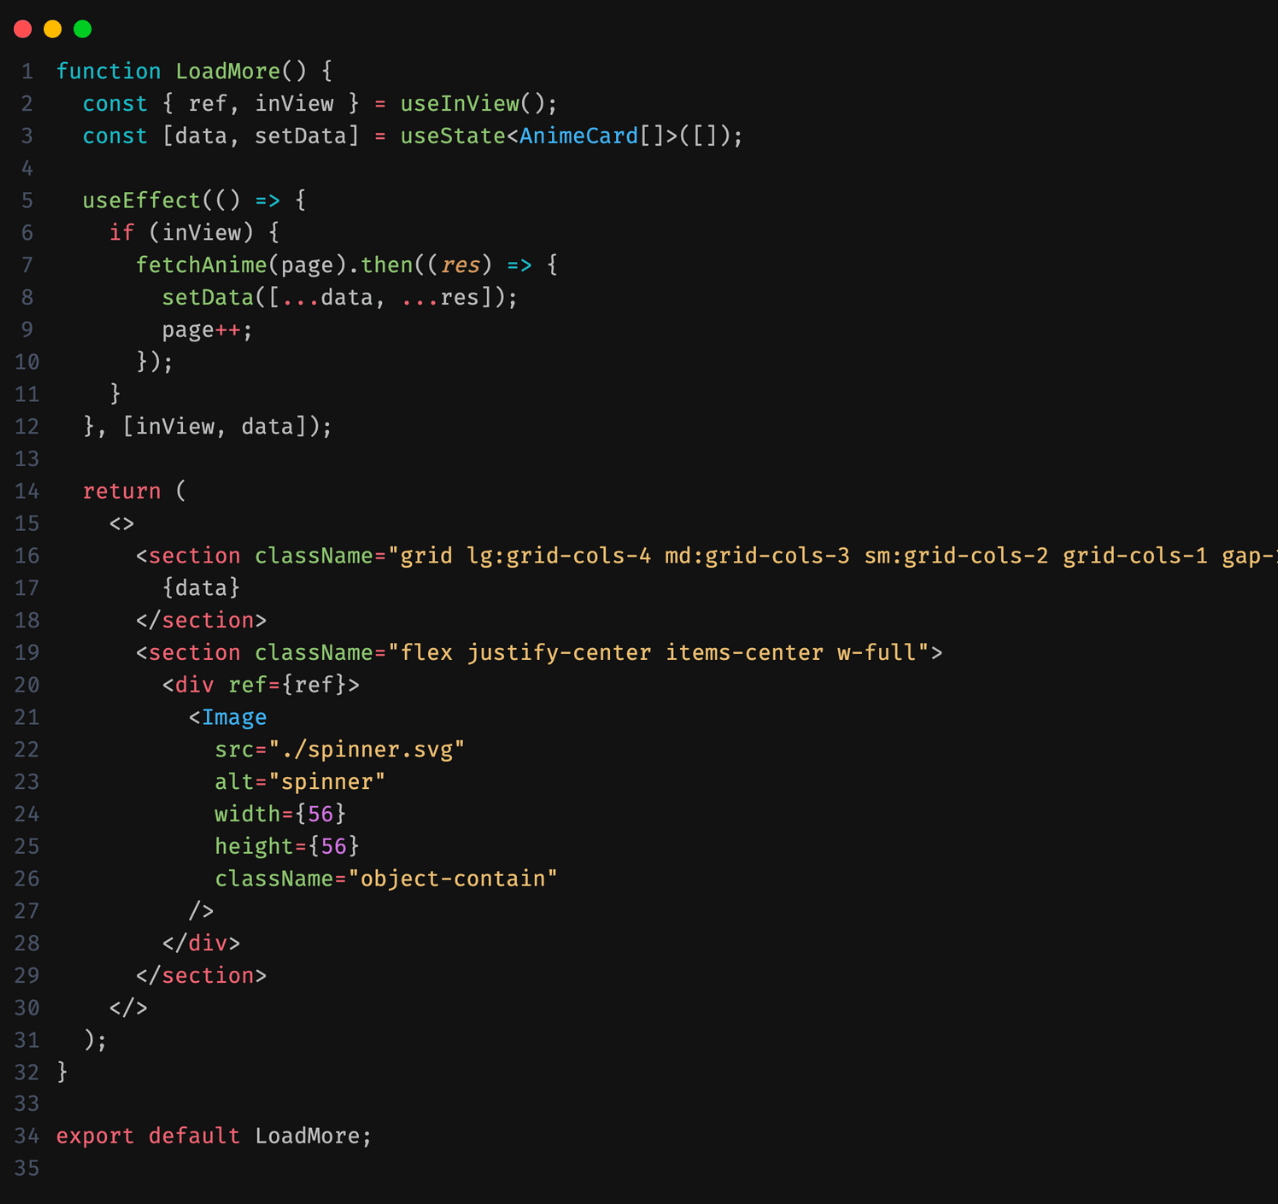 1 function LoadMore() {
2   const { ref, inView } = useInView();
3   const [data, setData] = useState<AnimeCard[]>([]);
4
5   useEffect(() => {
6     if (inView) {
7       fetchAnime(page).then((res) => {
8         setData([...data, ...res]);
9         page++;
10       });
11     }
12   }, [inView, data]);
13
14   return (
15     <>
16       <section className="grid lg:grid-cols-4 md:grid-cols-3 sm:grid-cols-2 grid-cols-1 gap-
17         {data}
18       </section>
19       <section className="flex justify-center items-center w-full">
20         <div ref={ref}>
21           <Image
22             src="./spinner.svg"
23             alt="spinner"
24             width={56}
25             height={56}
26             className="object-contain"
27           />
28         </div>
29       </section>
30     </>
31   );
32 }
33
34 export default LoadMore;
35